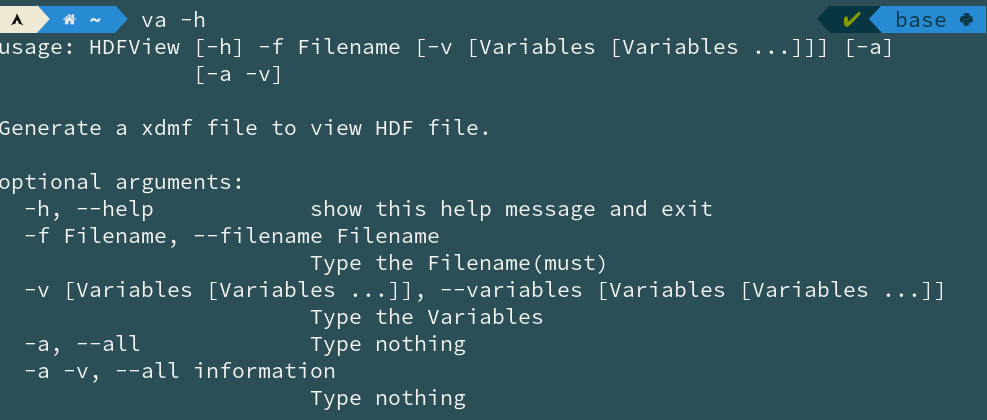 ~ va -h ✔ base
usage: HDFView [-h] -f Filename [-v [Variables [Variables ...]]] [-a]
[-a -v]
Generate a xdmf file to view HDF file.
optional arguments:
-h, --help show this help message and exit
-f Filename, --filename Filename
Type the Filename(must)
-v [Variables [Variables ...]], --variables [Variables [Variables ...]]
Type the Variables
-a, --all Type nothing
-a -v, --all information
Type nothing